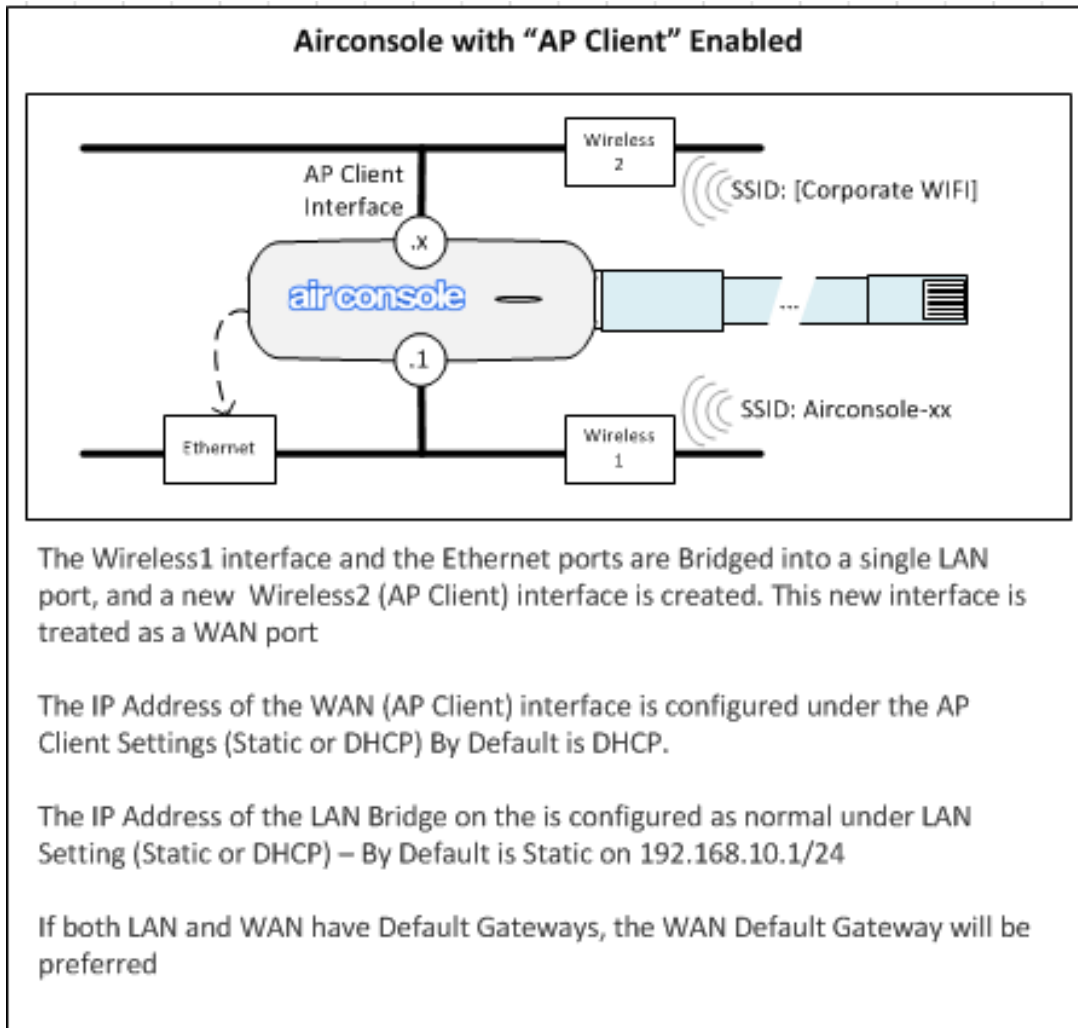 Airconsole with “AP Client” Enabled
Wireless
2
AP Client
Interface
SSID: [Corporate WIFI]
.x
air console
...
.1
SSID: Airconsole-xx
Ethernet
Wireless
1
The Wireless1 interface and the Ethernet ports are Bridged into a single LAN
port, and a new  Wireless2 (AP Client) interface is created. This new interface is
treated as a WAN port
The IP Address of the WAN (AP Client) interface is configured under the AP
Client Settings (Static or DHCP) By Default is DHCP.
The IP Address of the LAN Bridge on the is configured as normal under LAN
Setting (Static or DHCP) – By Default is Static on 192.168.10.1/24
If both LAN and WAN have Default Gateways, the WAN Default Gateway will be
preferred